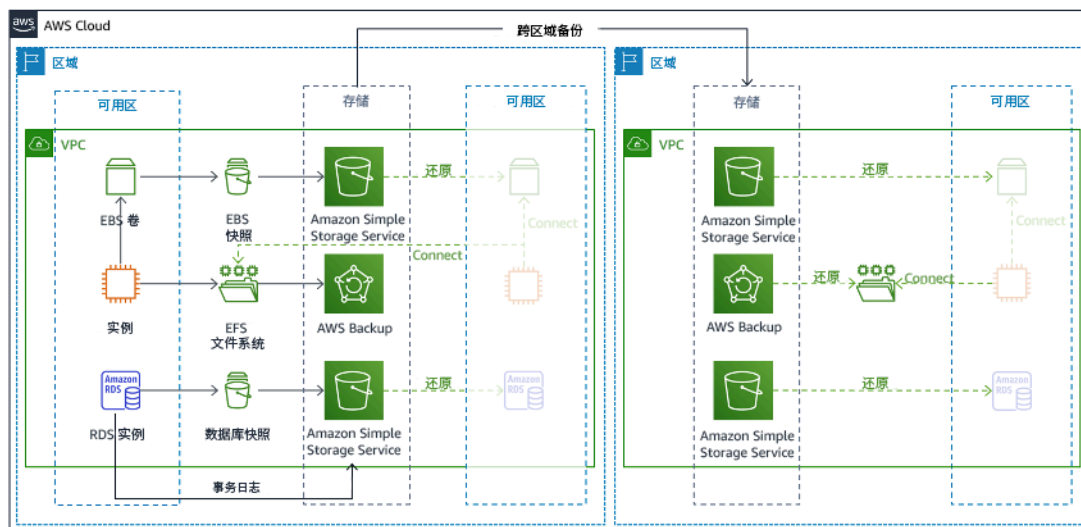 aws
AWS Cloud
跨区域备份
区域
可用区
存储
可用区
VPC
还原
EBS 卷
EBS
快照
Amazon Simple
Storage Service
Connect
Connect
实例
EFS
文件系统
AWS Backup
Amazon
RDS
还原
Amazon
RDS
RDS 实例
数据库快照
Amazon Simple
Storage Service
事务日志
区域
存储
可用区
VPC
还原
Amazon Simple
Storage Service
Connect
还原
Connect
AWS Backup
还原
Amazon
RDS
Amazon Simple
Storage Service